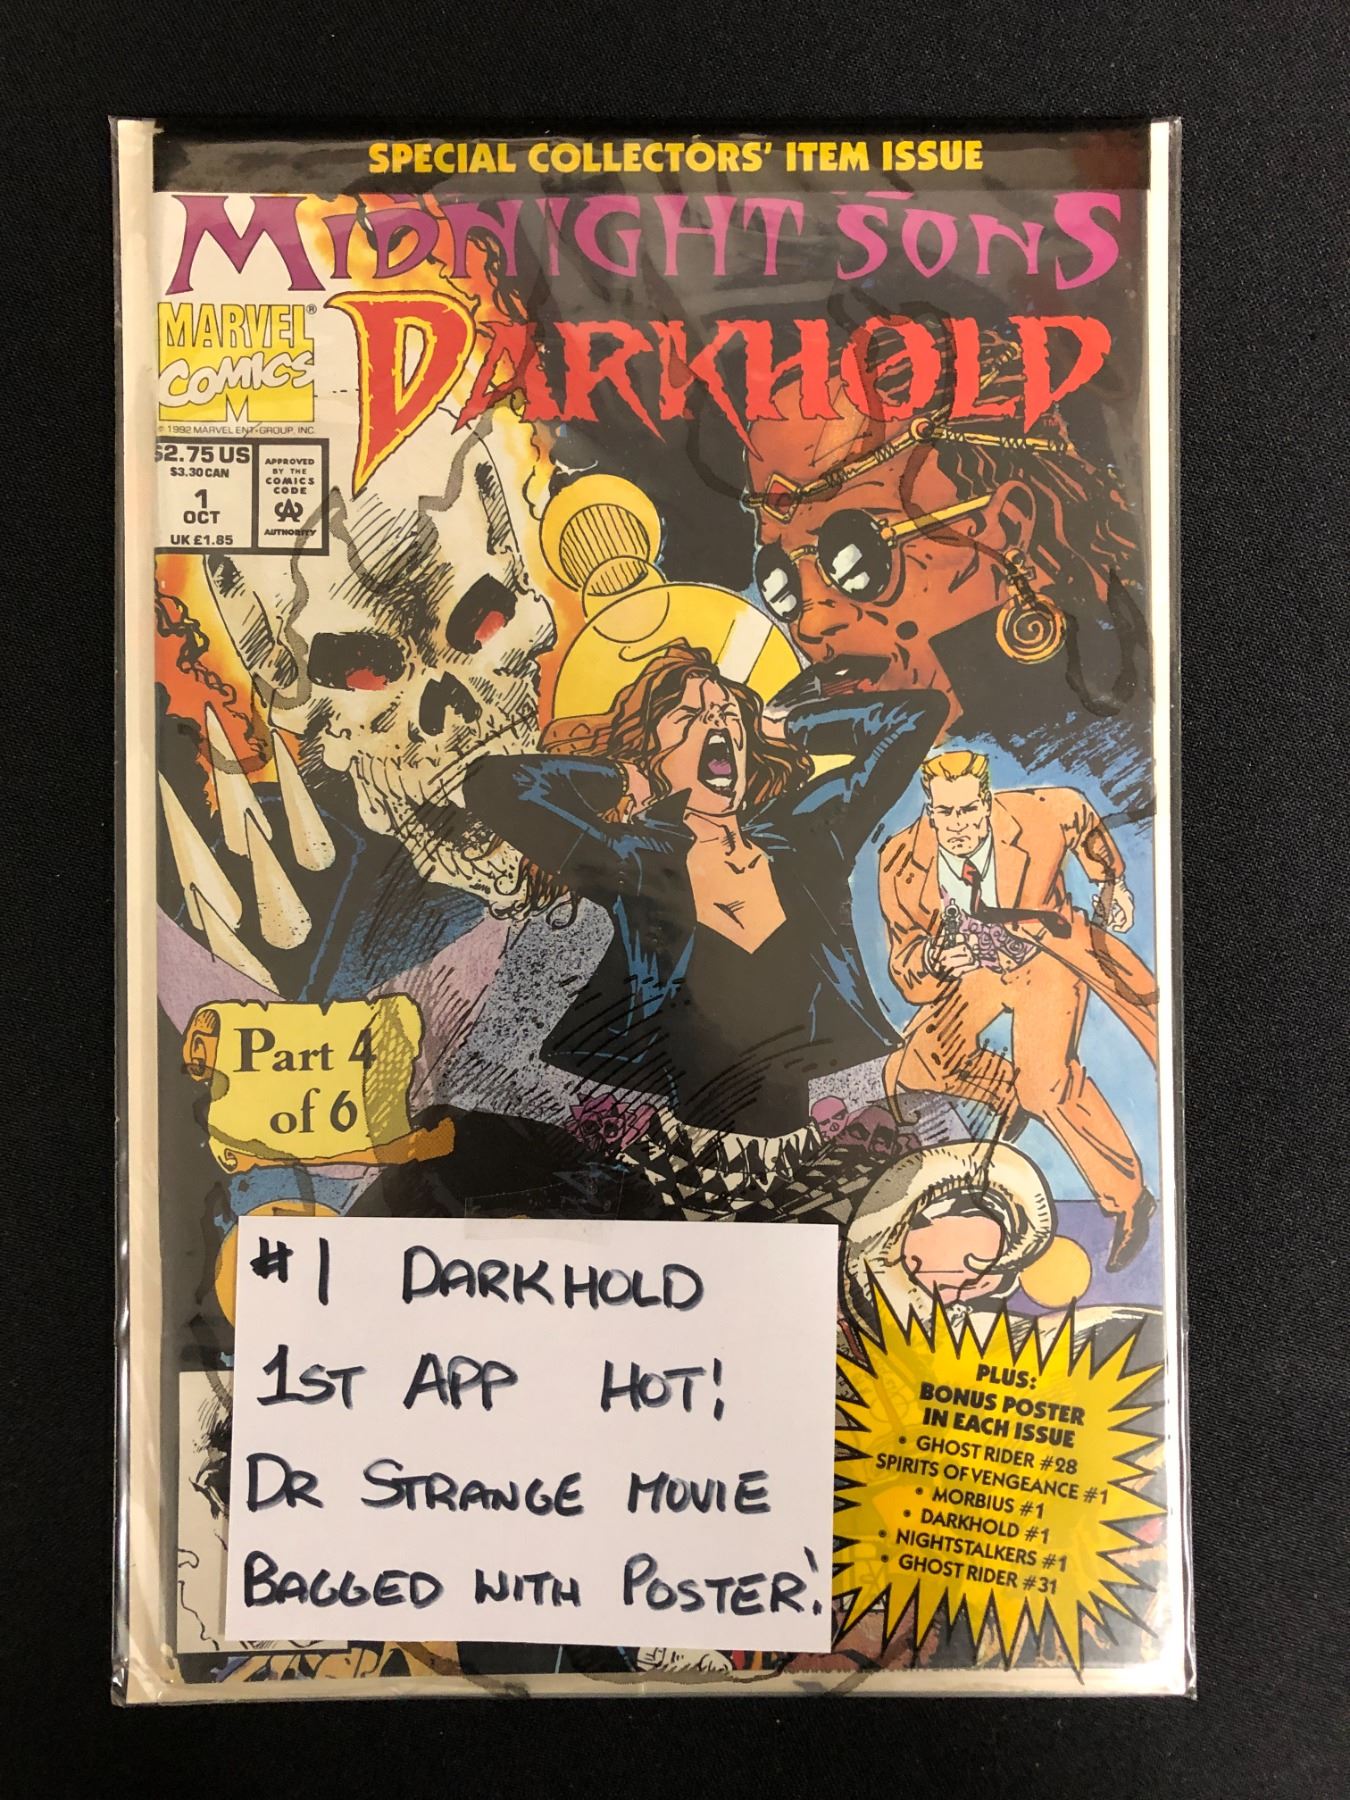 SPECIAL COLLECTORS' ITEM ISSUE
MIDNIGHT SONS
MARVEL®
COMICS
M
DARKHOLD
© 1992 MARVEL ENT. GROUP, INC.
$2.75 US
$3.30 CAN
1
OCT
UK £1.85
APPROVED
BY THE
COMICS
CODE
CA
AUTHORITY
Part 4
of 6
#1 DARKHOLD
1ST APP HOT!
DR STRANGE MOVIE
BAGGED WITH POSTER!
PLUS:
BONUS POSTER
IN EACH ISSUE
• GHOST RIDER #28
SPIRITS OF VENGEANCE #1
• MORBIUS #1
• DARKHOLD #1
• NIGHTSTALKERS #1
• GHOST RIDER #31